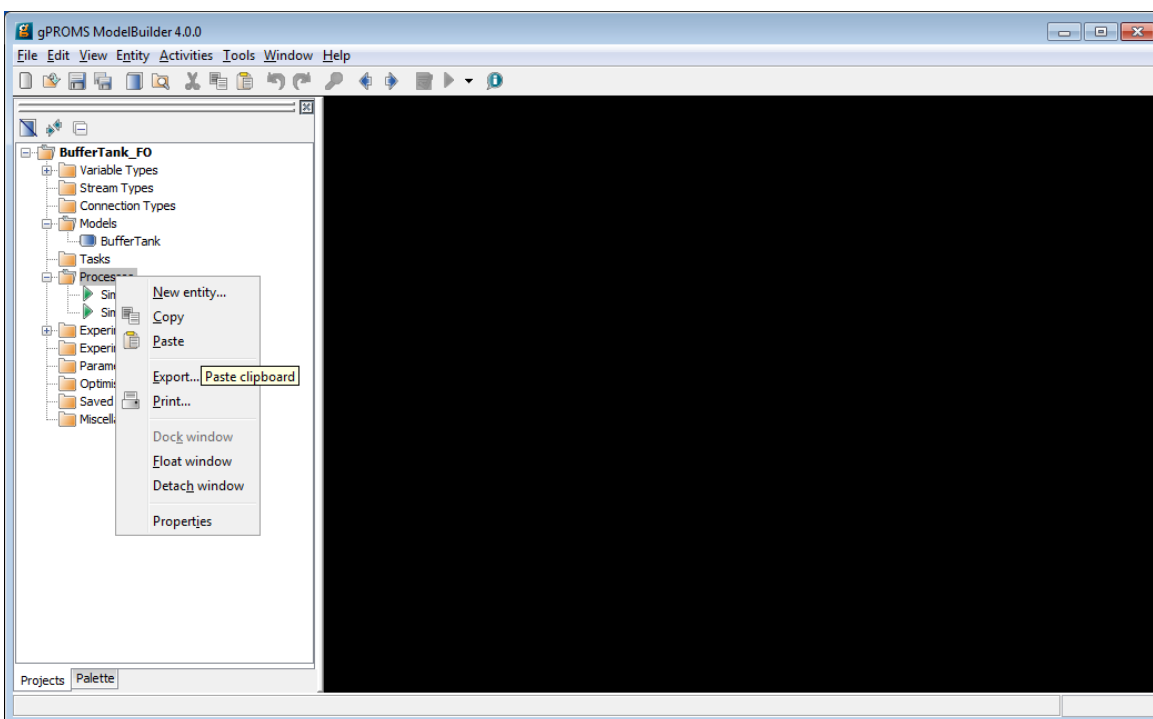 gPROMS ModelBuilder 4.0.0
File Edit View Entity Activities Tools Window Help
BufferTank_FO
Variable Types
Stream Types
Connection Types
Models
BufferTank
Tasks
Processes
New entity...
Copy
Paste
Export...
Paste clipboard
Print...
Saved
Dock window
Float window
Detach window
Properties
Projects Palette